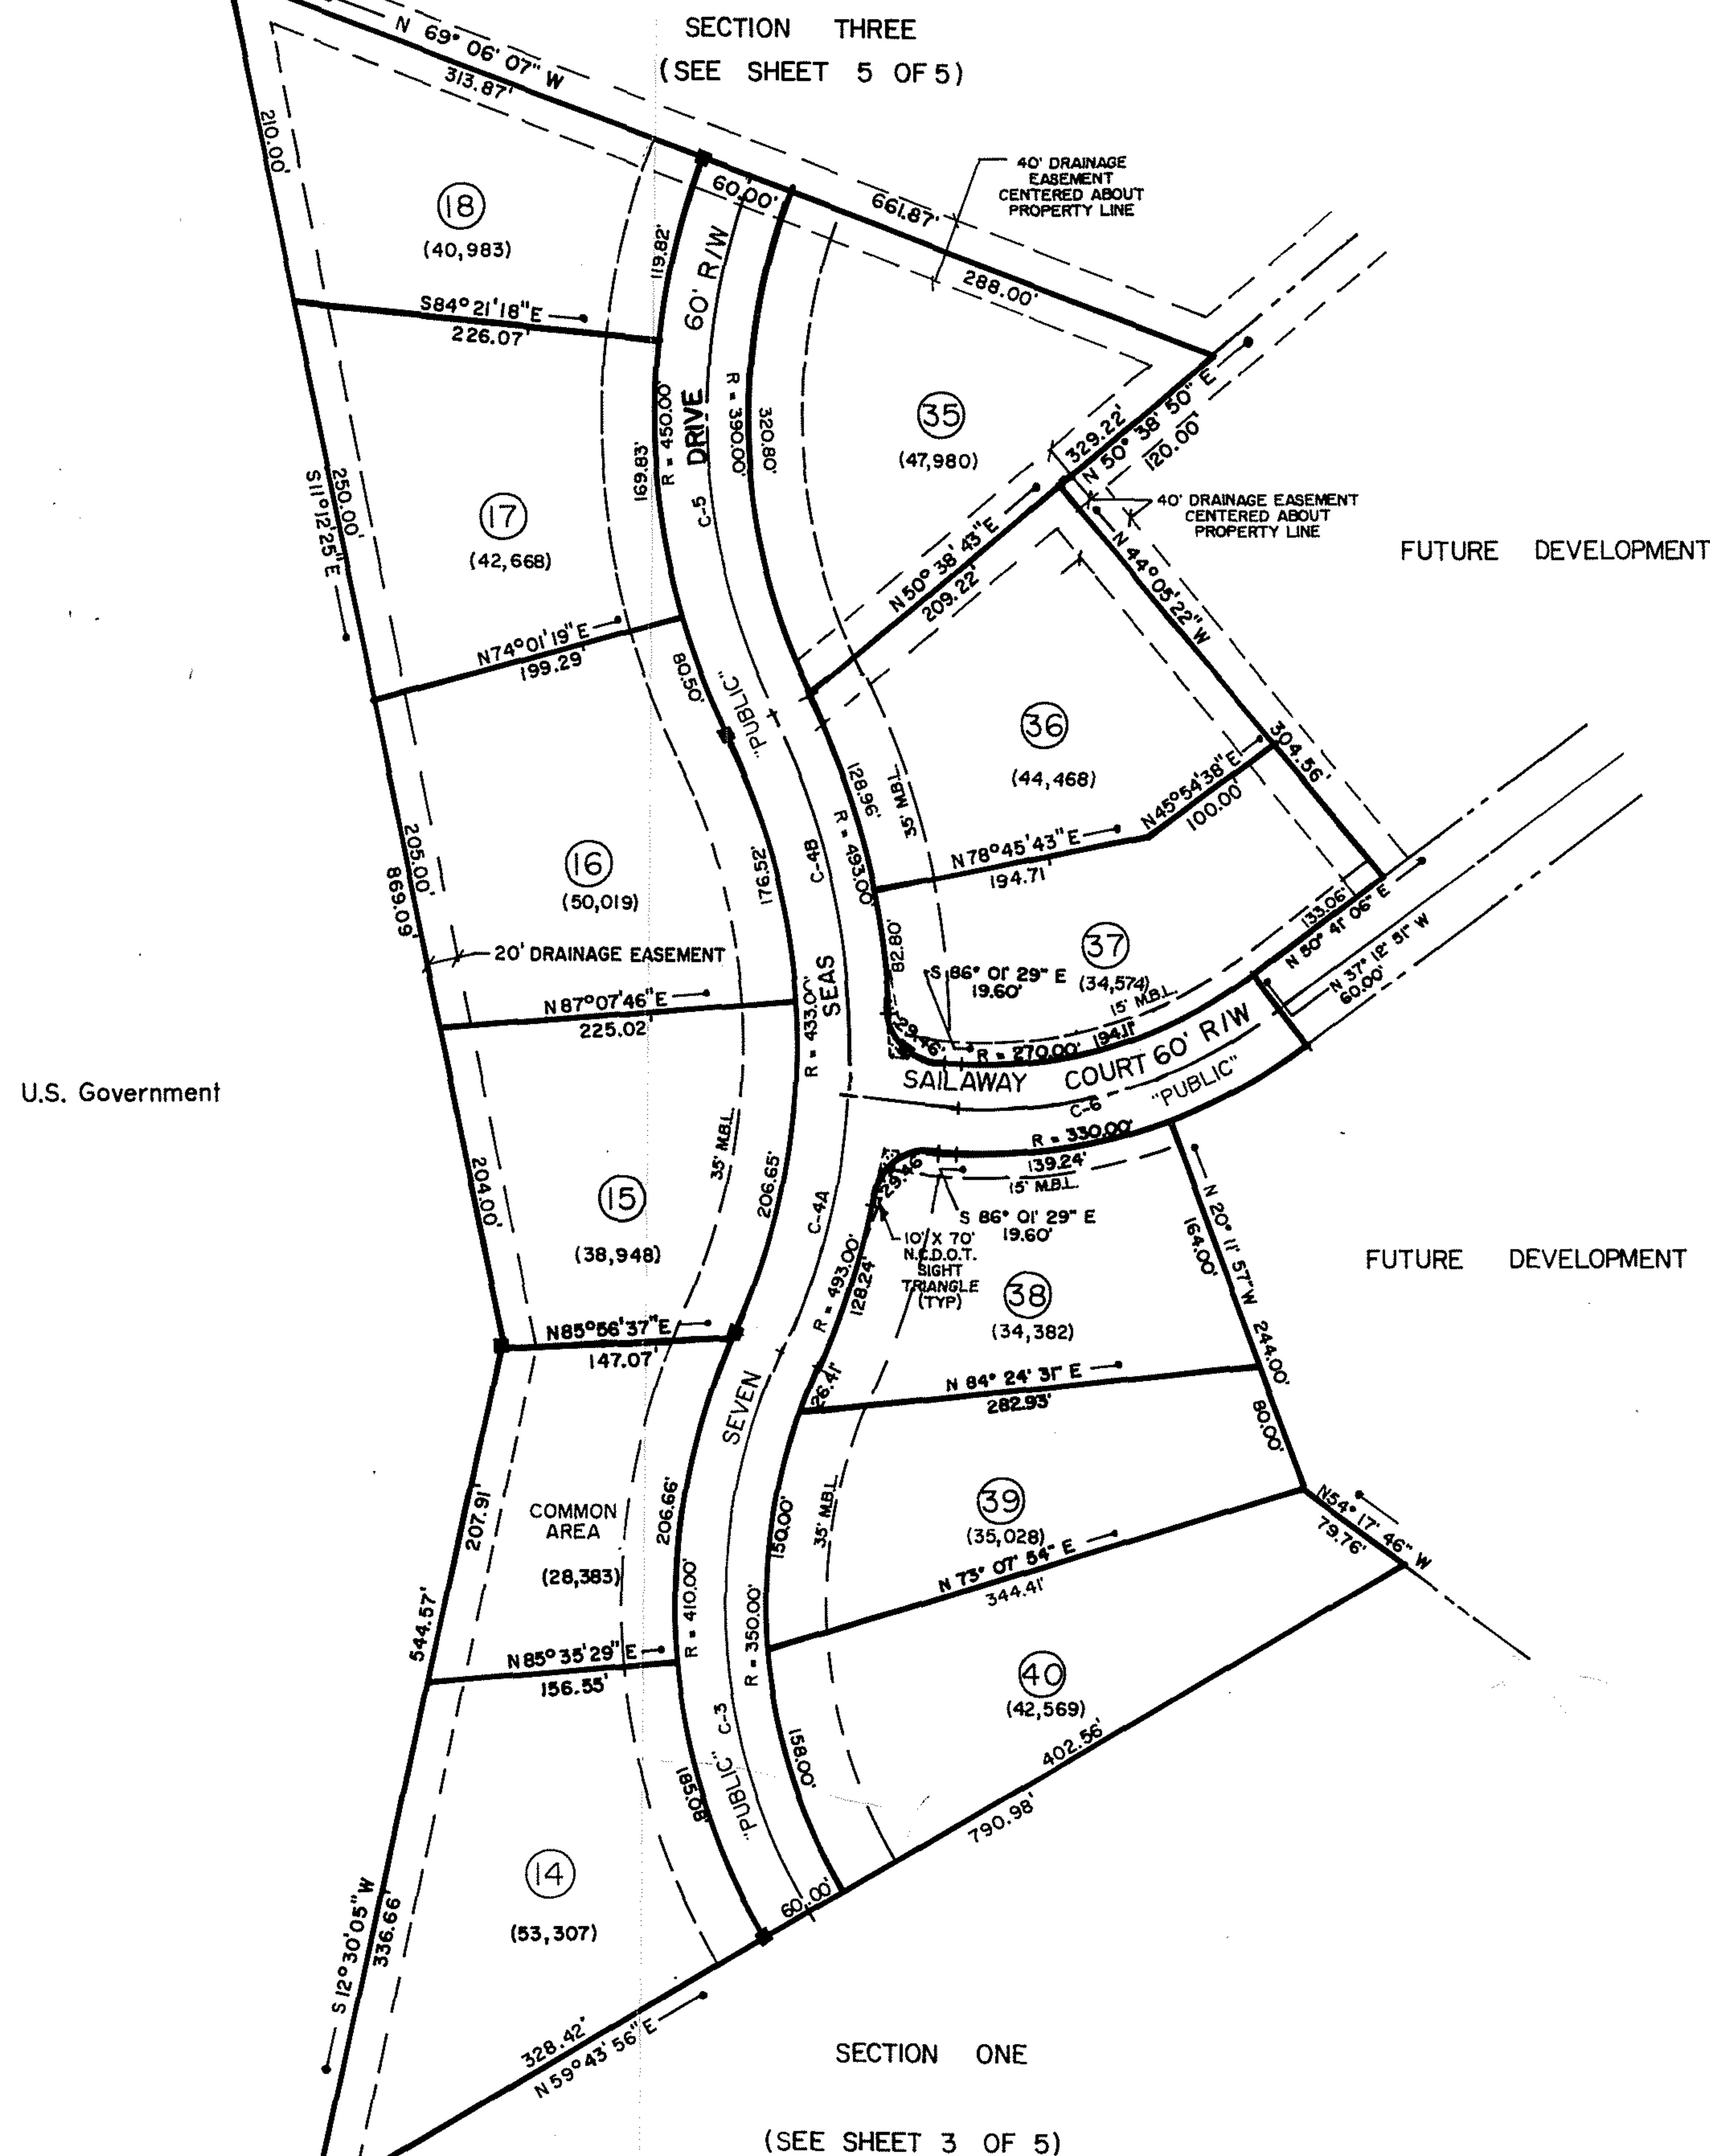 SECTION THREE
(SEE SHEET 5 OF 5)
N 69° 06' 07" W
313.87'
210.00'
40' DRAINAGE
EASEMENT
CENTERED ABOUT
PROPERTY LINE
60.00'
661.87'
288.00'
18
(40,983)
119.82'
60' R/W
S84° 21' 18" E
226.07'
DRIVE
R = 450.00'
R = 390.00'
320.80'
35
(47,980)
329.22'
N 50° 38' 50" E
120.00'
169.83'
C-5
250.00'
S11° 12' 25" E
17
(42,668)
40' DRAINAGE EASEMENT
CENTERED ABOUT
PROPERTY LINE
N 50° 38' 43" E
209.22'
N 44° 05' 22" W
FUTURE DEVELOPMENT
N74° 01' 19" E
199.29'
80.50'
"PUBLIC"
36
(44,468)
304.56'
128.96'
35' M.B.L.
R = 493.00'
N45° 54' 38" E
100.00'
N78° 45' 43" E
194.71'
205.00'
869.09'
16
(50,019)
176.52'
C-4B
20' DRAINAGE EASEMENT
82.80'
S 86° 01' 29" E
19.60'
37
(34,574)
15' M.B.L.
133.06'
N 50° 41' 06" E
N 37° 12' 51" W
60.00'
N 87° 07' 46" E
225.02'
R = 433.00'
SEAS
29.46'
R = 270.00'
194.11'
SAILAWAY COURT 60' R/W
C-6
"PUBLIC"
U.S. Government
R = 330.00'
139.24'
15' M.B.L.
29.46'
S 86° 01' 29" E
19.60'
10' X 70'
N.C.D.O.T.
SIGHT
TRIANGLE
(TYP)
35' M.B.L.
204.00'
15
(38,948)
206.65'
C-4A
R = 493.00'
128.24'
N 20° 11' 57" W
164.00'
244.00'
38
(34,382)
FUTURE DEVELOPMENT
N85° 56' 37" E
147.07'
26.41'
N 84° 24' 31" E
282.93'
80.00'
SEVEN
207.91'
COMMON
AREA
(28,383)
206.66'
150.00'
35' M.B.L.
39
(35,028)
N54° 17' 46" W
79.76'
N 73° 07' 54" E
344.41'
544.57'
R = 410.00'
R = 350.00'
N 85° 35' 29" E
156.55'
40
(42,569)
C-3
"PUBLIC"
185.80'
158.00'
402.56'
790.98'
14
(53,307)
60.00'
S 12° 30' 05" W
336.66'
328.42'
N 59° 43' 56" E
SECTION ONE
(SEE SHEET 3 OF 5)